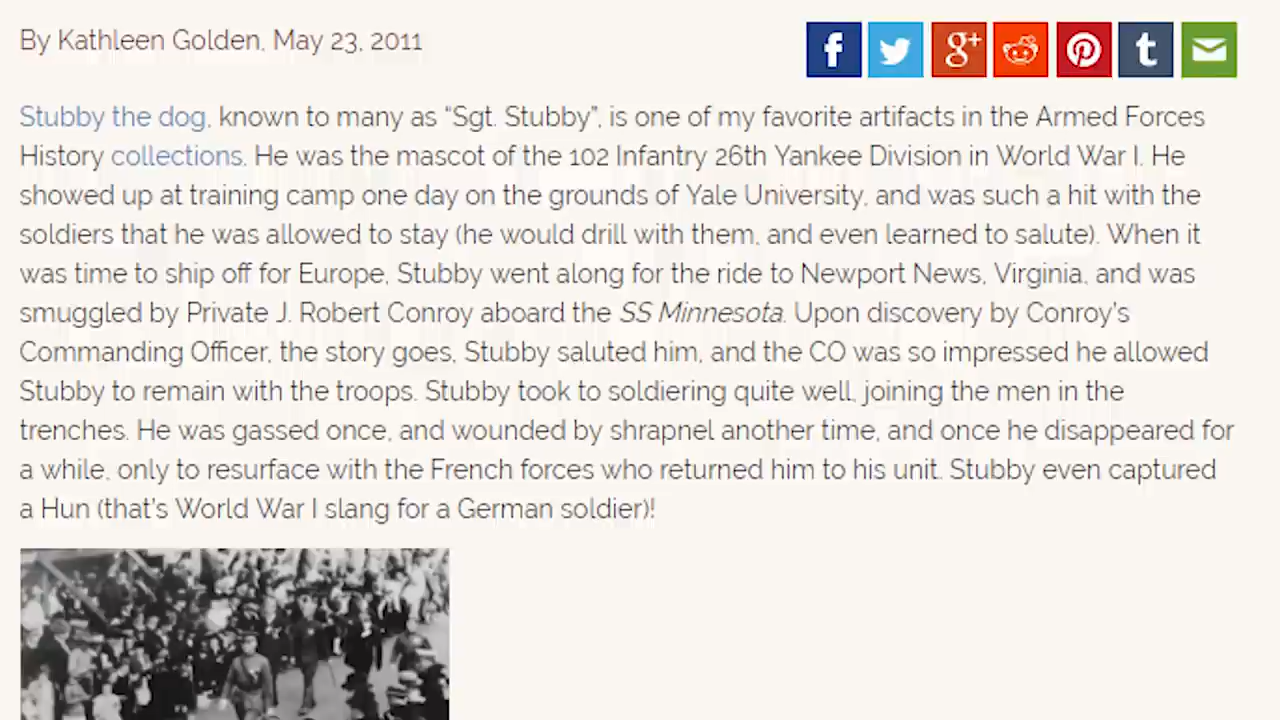 By Kathleen Golden, May 23, 2011
f g+ p t
Stubby the dog, known to many as “Sgt. Stubby”, is one of my favorite artifacts in the Armed Forces
History collections. He was the mascot of the 102 Infantry 26th Yankee Division in World War I. He
showed up at training camp one day on the grounds of Yale University, and was such a hit with the
soldiers that he was allowed to stay (he would drill with them, and even learned to salute). When it
was time to ship off for Europe, Stubby went along for the ride to Newport News, Virginia, and was
smuggled by Private J. Robert Conroy aboard the SS Minnesota. Upon discovery by Conroy’s
Commanding Officer, the story goes, Stubby saluted him, and the CO was so impressed he allowed
Stubby to remain with the troops. Stubby took to soldiering quite well, joining the men in the
trenches. He was gassed once, and wounded by shrapnel another time, and once he disappeared for
a while, only to resurface with the French forces who returned him to his unit. Stubby even captured
a Hun (that’s World War I slang for a German soldier)!